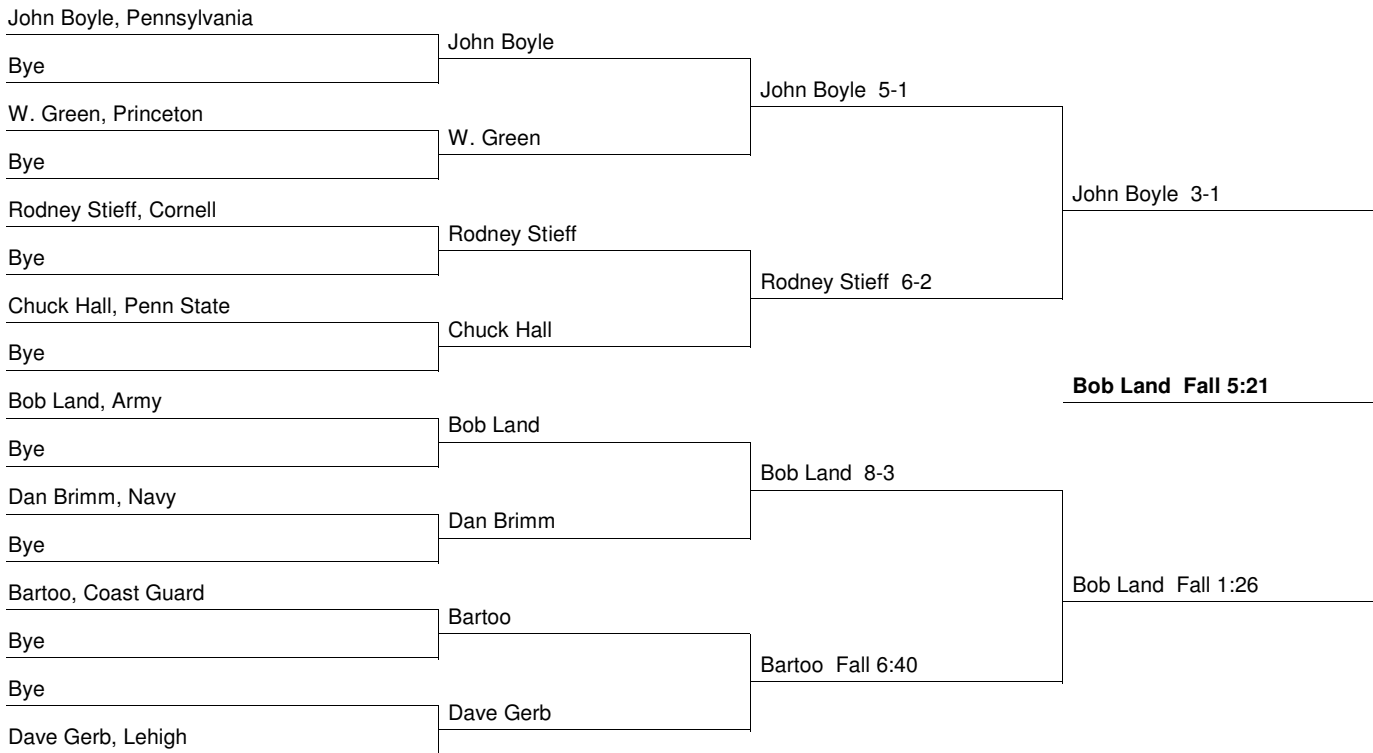 John Boyle, Pennsylvania
Bye
W. Green, Princeton
Bye
Rodney Stieff, Cornell
Bye
Chuck Hall, Penn State
Bye
Bob Land, Army
Bye
Dan Brimm, Navy
Bye
Bartoo, Coast Guard
Bye
Bye
Dave Gerb, Lehigh
John Boyle
W. Green
Rodney Stieff
Chuck Hall
Bob Land
Dan Brimm
Bartoo
Dave Gerb
John Boyle 5-1
Rodney Stieff 6-2
Bob Land 8-3
Bartoo Fall 6:40
John Boyle 3-1
Bob Land Fall 5:21
Bob Land Fall 1:26